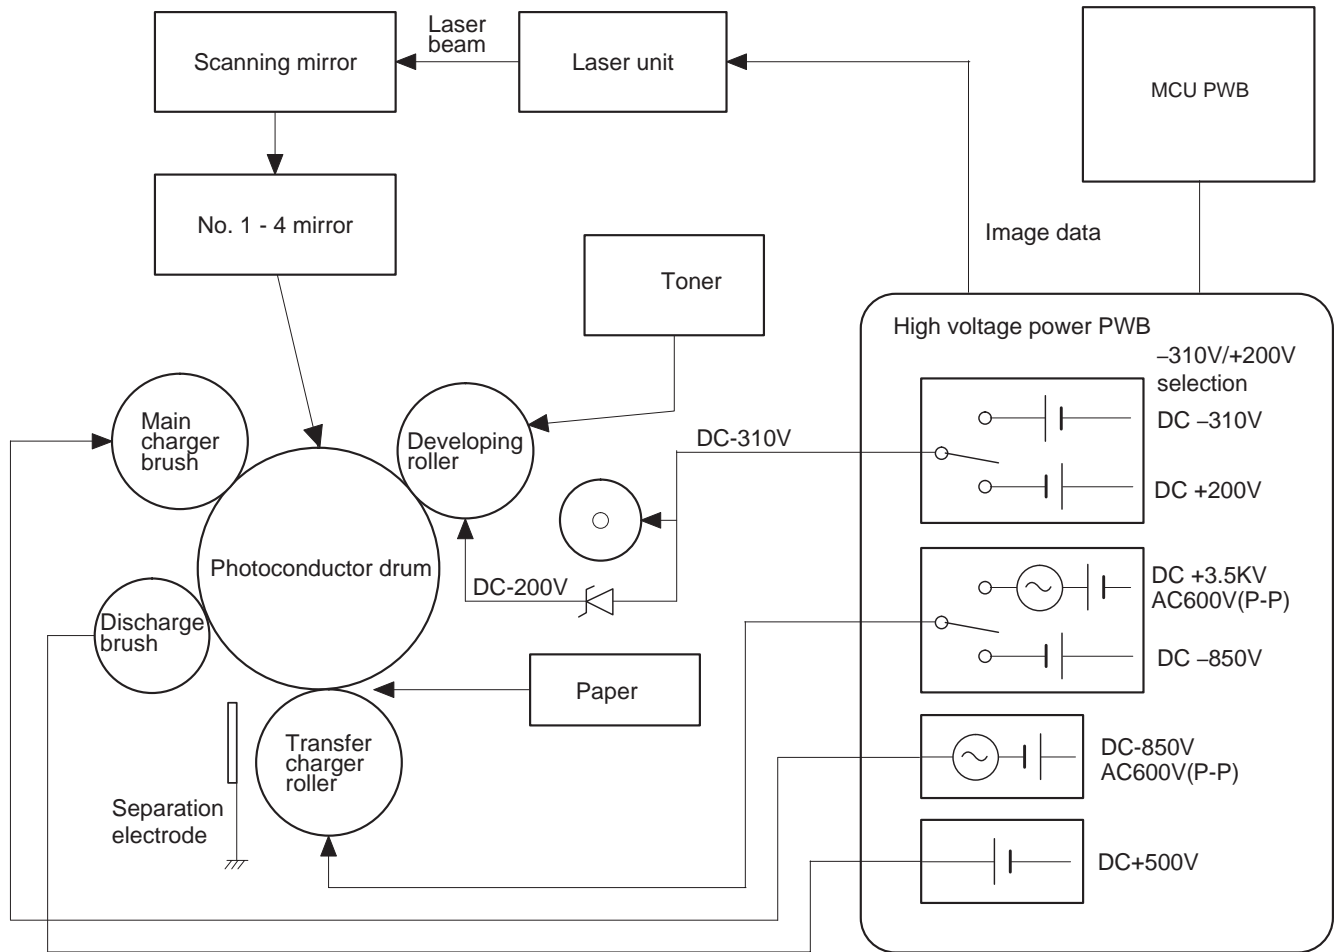 Laser
beam
Scanning mirror
Laser unit
MCU PWB
No. 1 - 4 mirror
Image data
Toner
High voltage power PWB
–310V/+200V
selection
DC –310V
DC +200V
Main
charger
brush
Developing
roller
DC-310V
Photoconductor drum
DC-200V
DC +3.5KV
AC600V(P-P)
DC –850V
Discharge
brush
Paper
Transfer
charger
roller
DC-850V
AC600V(P-P)
Separation
electrode
DC+500V